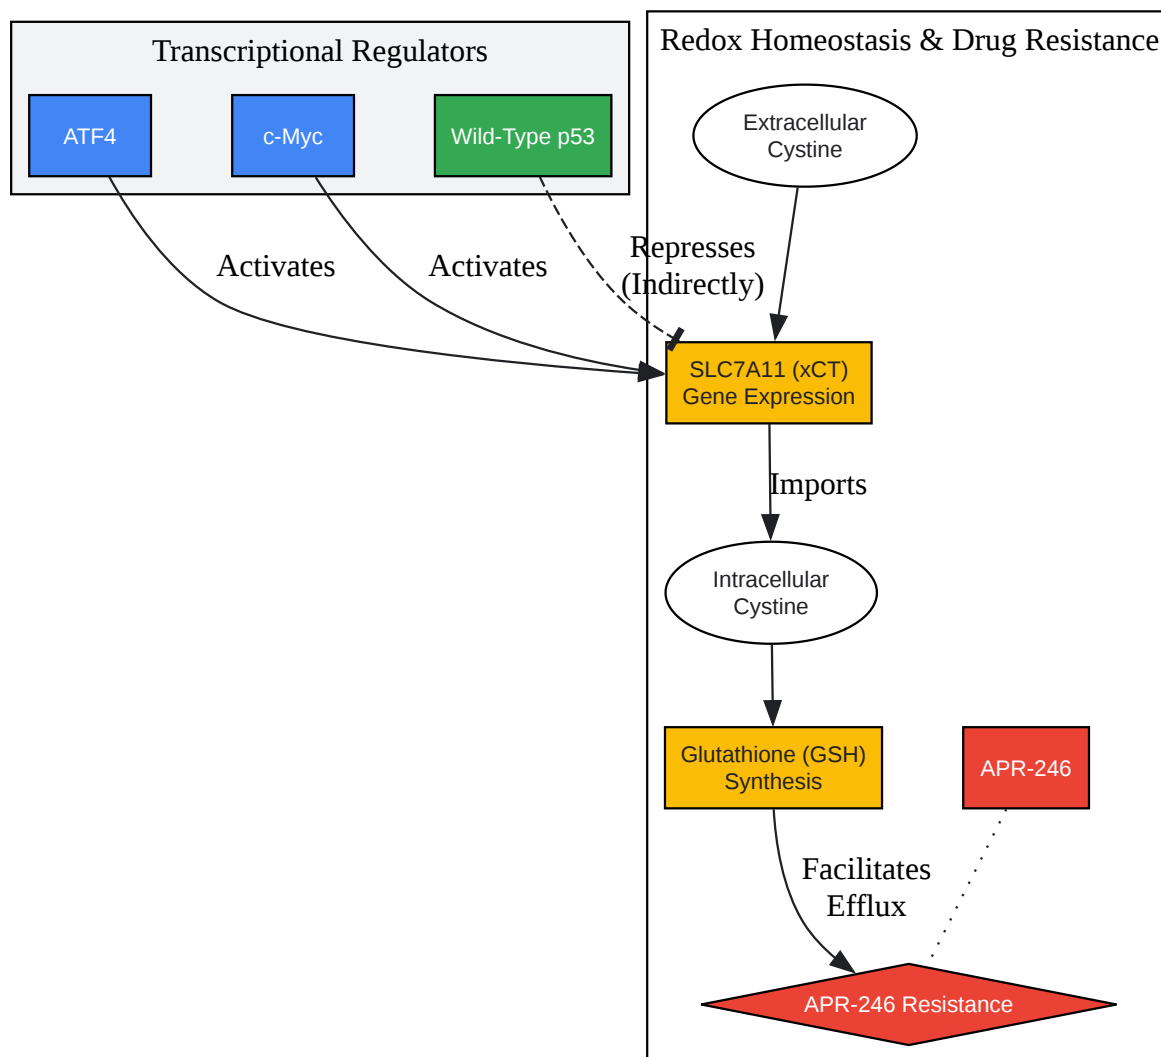 Transcriptional Regulators
Redox Homeostasis & Drug Resistance
ATF4
c-Myc
Wild-Type p53
Extracellular
Cystine
Activates
Activates
Represses
(Indirectly)
SLC7A11 (xCT)
Gene Expression
Imports
Intracellular
Cystine
Glutathione (GSH)
Synthesis
APR-246
Facilitates
Efflux
APR-246 Resistance